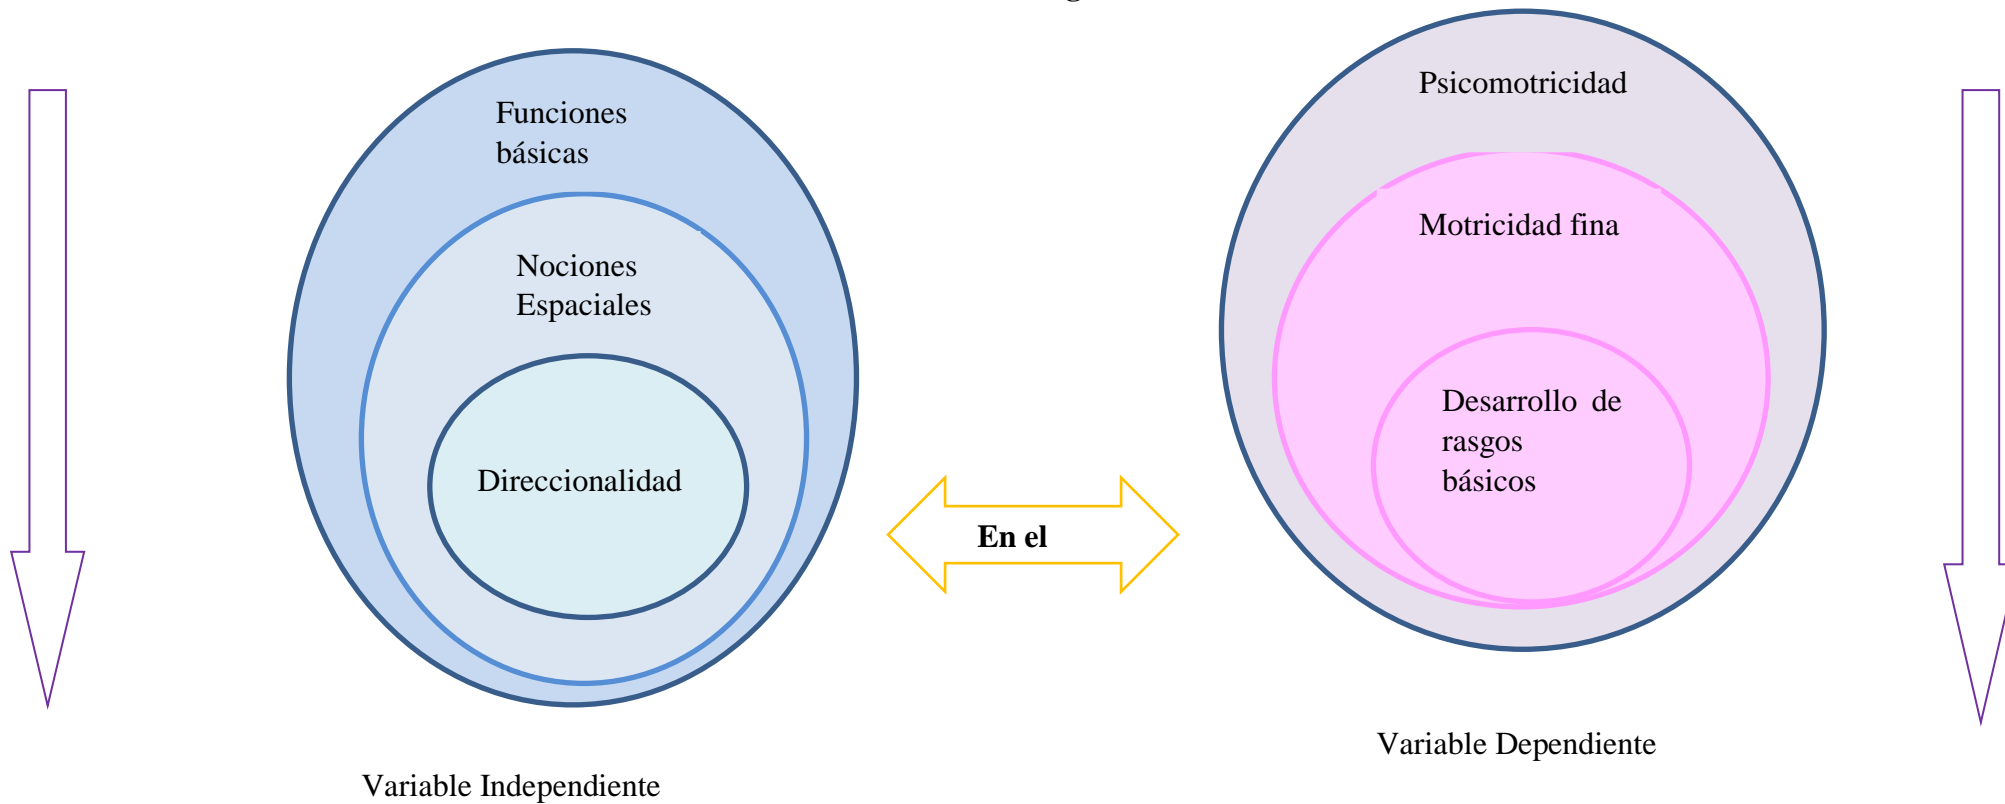 Funciones
básicas
Nociones
Espaciales
Direccionalidad
Variable Independiente
En el
Psicomotricidad
Motricidad fina
Desarrollo de
rasgos
básicos
Variable Dependiente